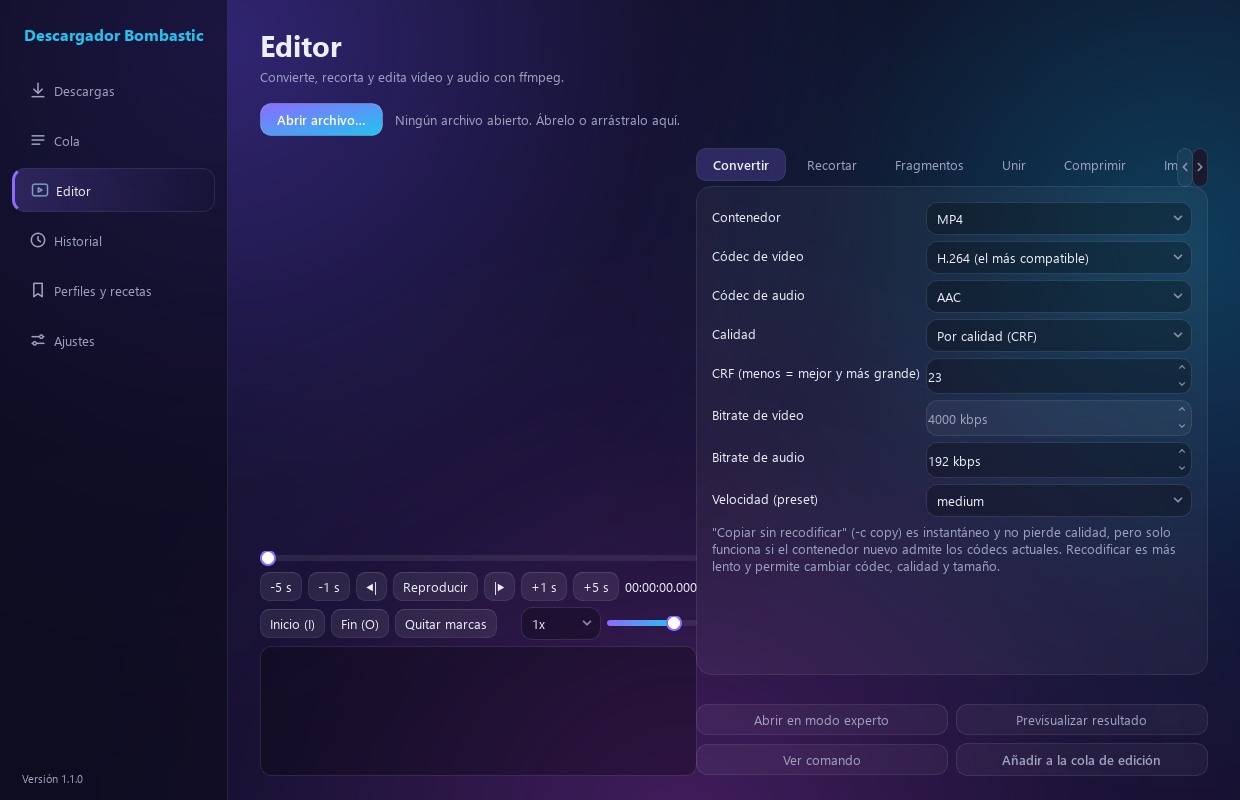 Descargador Bombastic
Descargas
Cola
Editor
Historial
Perfiles y recetas
Ajustes
Versión 1.1.0
Editor
Convierte, recorta y edita vídeo y audio con ffmpeg.
Abrir archivo...
Ningún archivo abierto. Ábrelo o arrástralo aquí.
-5 s
-1 s
Reproducir
+1 s
+5 s
00:00:00.000
Inicio (I)
Fin (O)
Quitar marcas
1x
Convertir
Recortar
Fragmentos
Unir
Comprimir
Contenedor
MP4
Códec de vídeo
H.264 (el más compatible)
Códec de audio
AAC
Calidad
Por calidad (CRF)
CRF (menos = mejor y más grande)
23
Bitrate de vídeo
4000 kbps
Bitrate de audio
192 kbps
Velocidad (preset)
medium
"Copiar sin recodificar" (-c copy) es instantáneo y no pierde calidad, pero solo
funciona si el contenedor nuevo admite los códecs actuales. Recodificar es más
lento y permite cambiar códec, calidad y tamaño.
Abrir en modo experto
Previsualizar resultado
Ver comando
Añadir a la cola de edición